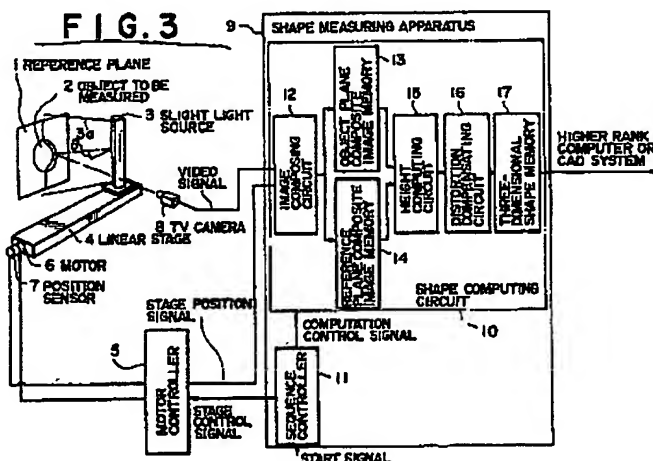 FIG.3
9
SHAPE MEASURING APPARATUS
1 REFERENCE PLANE
2 OBJECT TO BE
MEASURED
3 SLIGHT LIGHT
SOURCE
3a
θ
VIDEO
SIGNAL
8 TV CAMERA
4 LINEAR STAGE
6 MOTOR
7 POSITION
SENSOR
STAGE POSITION
SIGNAL
5
MOTOR
CONTROLLER
STAGE
CONTROL
SIGNAL
12
IMAGE COMPOSING
CIRCUIT
13
OBJECT PLANE
COMPOSITE
IMAGE MEMORY
REFERENCE
PLANE COMPOSITE
IMAGE MEMORY
14
15
HEIGHT COMPUTING
CIRCUIT
16
DISTORTION COMPENSATING
CIRCUIT
17
THREE-
DIMENSIONAL
SHAPE MEMORY
HIGHER RANK
COMPUTER OR
CAD SYSTEM
SHAPE COMPUTING
CIRCUIT
10
COMPUTATION
CONTROL SIGNAL
11
SEQUENCE
CONTROLLER
START SIGNAL